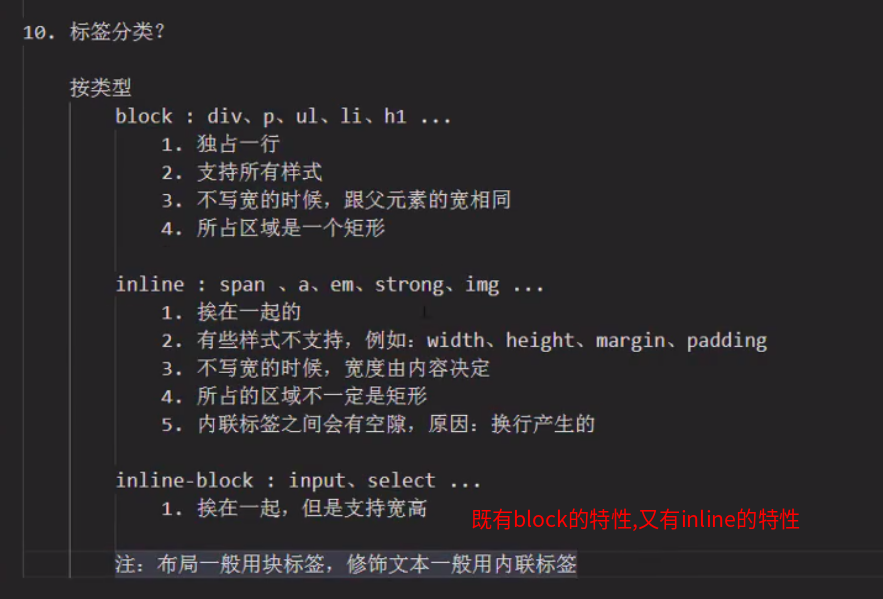 10. 标签分类？
按类型
block : div、p、ul、li、h1 ...
1. 独占一行
2. 支持所有样式
3. 不写宽的时候，跟父元素的宽相同
4. 所占区域是一个矩形
inline : span 、a、em、strong、img ...
1. 挨在一起的
2. 有些样式不支持，例如：width、height、margin、padding
3. 不写宽的时候，宽度由内容决定
4. 所占的区域不一定是矩形
5. 内联标签之间会有空隙，原因：换行产生的
inline-block : input、select ...
1. 挨在一起，但是支持宽高
既有block的特性,又有inline的特性
注：布局一般用块标签，修饰文本一般用内联标签